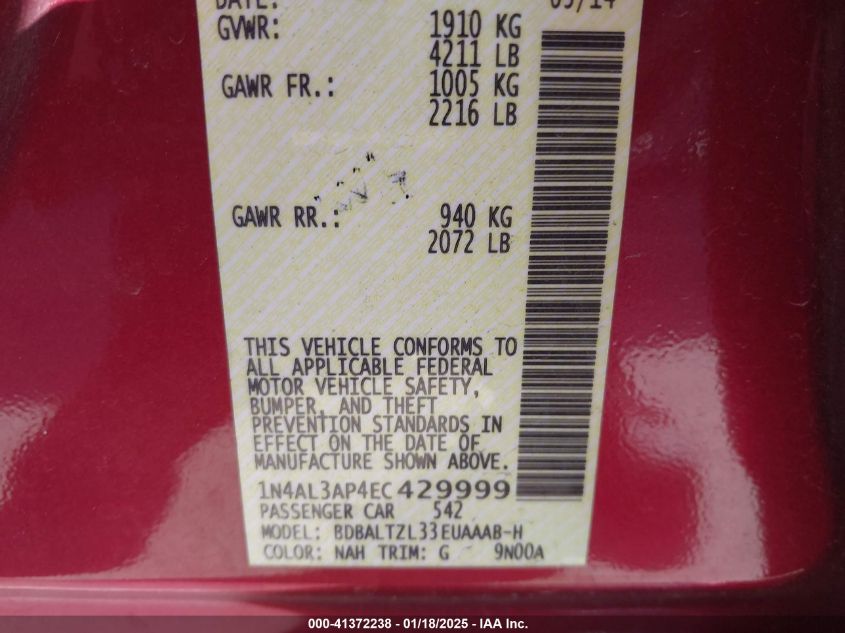 DATE: 05/14
GVWR: 1910 KG
4211 LB
GAWR FR.: 1005 KG
2216 LB
GAWR RR.: 940 KG
2072 LB
THIS VEHICLE CONFORMS TO
ALL APPLICABLE FEDERAL
MOTOR VEHICLE SAFETY,
BUMPER, AND THEFT
PREVENTION STANDARDS IN
EFFECT ON THE DATE OF
MANUFACTURE SHOWN ABOVE.
1N4AL3AP4EC429999
PASSENGER CAR 542
MODEL: BDBALTZL33EUAAAB-H
COLOR: NAH TRIM: G 9N00A
000-41372238 - 01/18/2025 - IAA Inc.